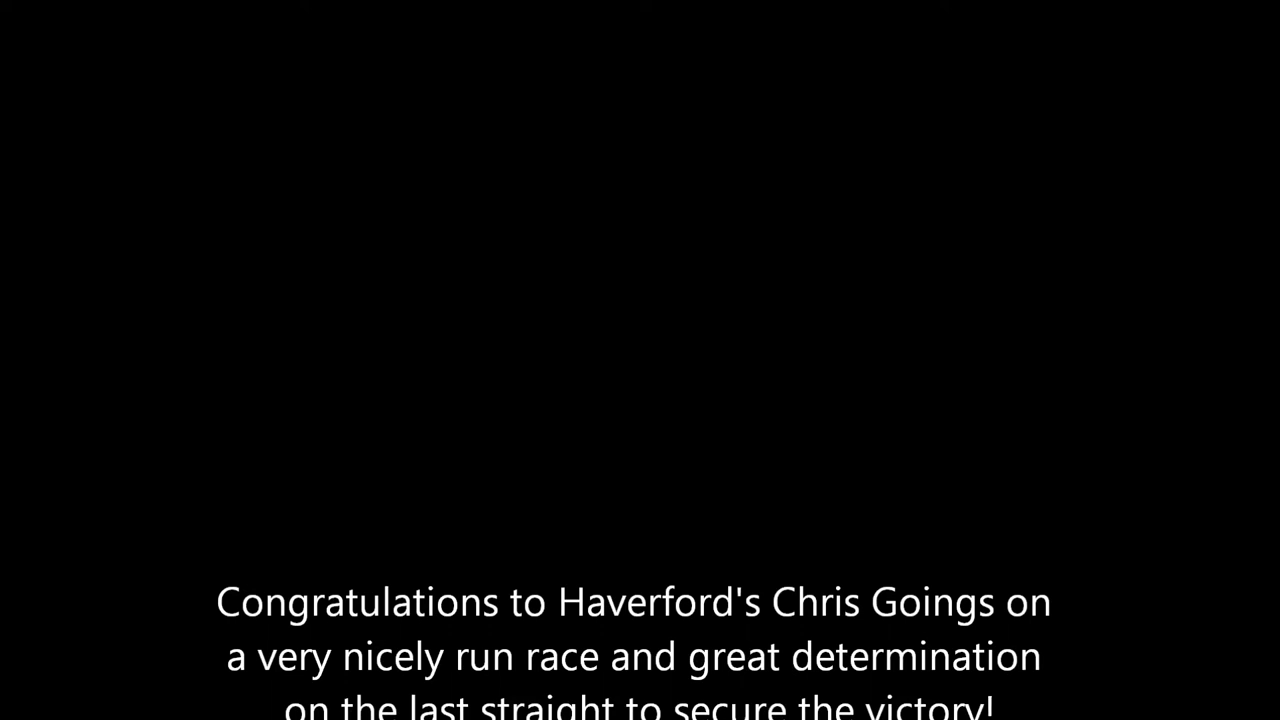 Congratulations to Haverford's Chris Goings on
a very nicely run race and great determination
on the last straight to secure the victory!